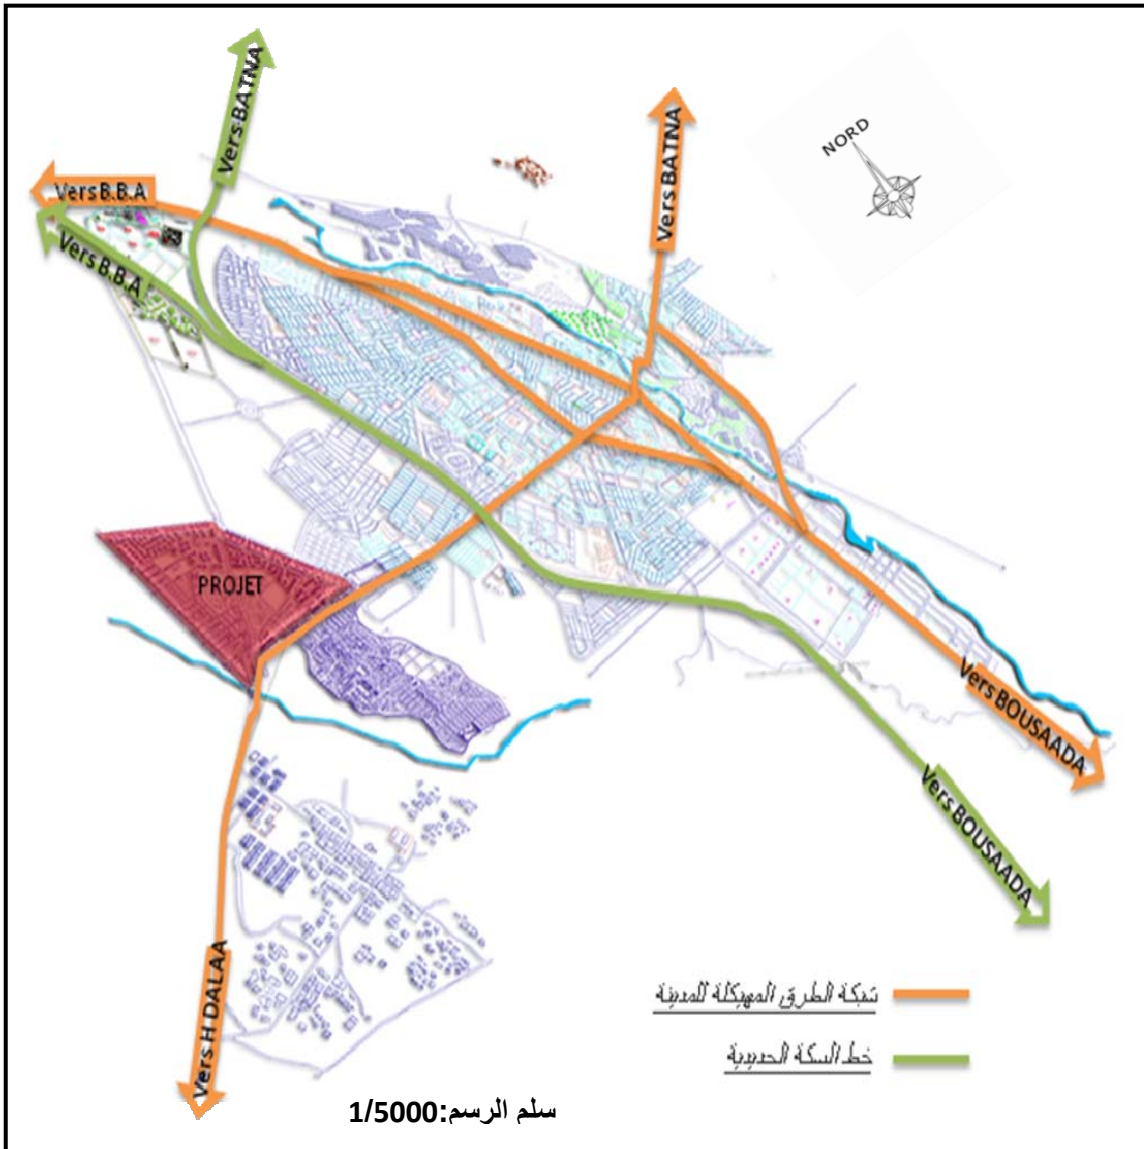 Vers BATNA
Vers BATNA
NORD
Vers B.B.A
Vers B.B.A
PROJET
Vers BOUSAADA
Vers BOUSAADA
Vers H DALAA
شبكة الطرق المهيكلة للمدينة
خط السكة الحديدية
سلم الرسم:1/5000